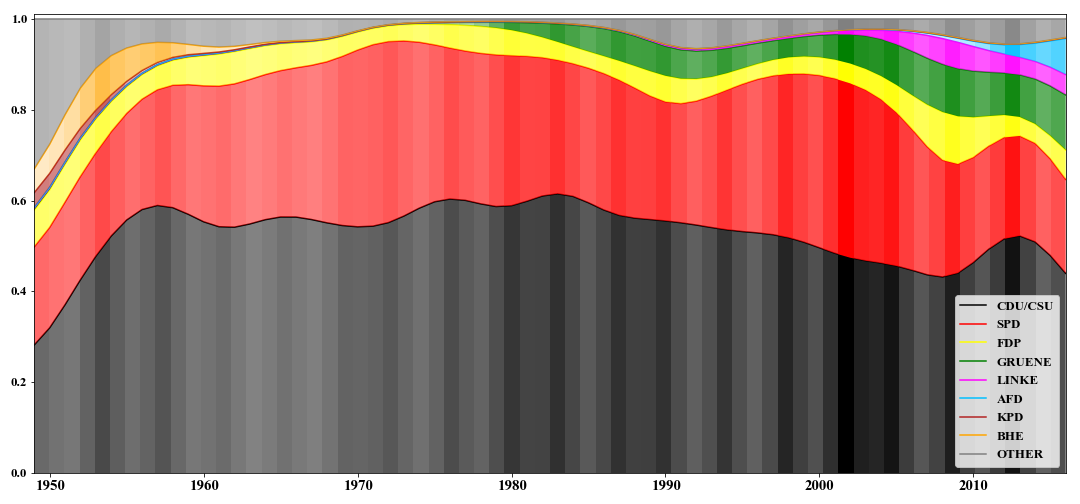 1.0
0.8
0.6
0.4
0.2
0.0
1950 1960 1970 1980 1990 2000 2010
CDU/CSU
SPD
FDP
GRUENE
LINKE
AFD
KPD
BHE
OTHER